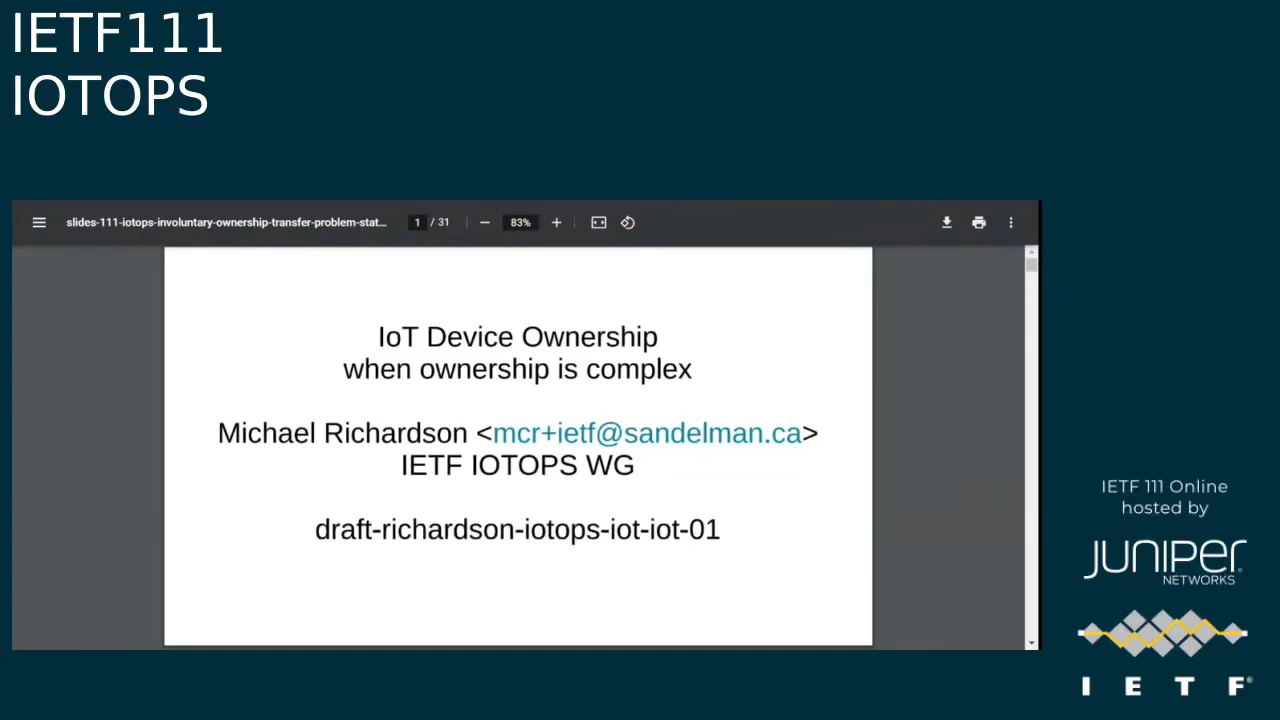 IETF111
IOTOPS
slides-111-iotops-involuntary-ownership-transfer-problem-stat...
1 / 31
83%
IoT Device Ownership
when ownership is complex
Michael Richardson <mcr+ietf@sandelman.ca>
IETF IOTOPS WG
draft-richardson-iotops-iot-iot-01
IETF 111 Online
hosted by
JUNIPER
NETWORKS
I E T F®